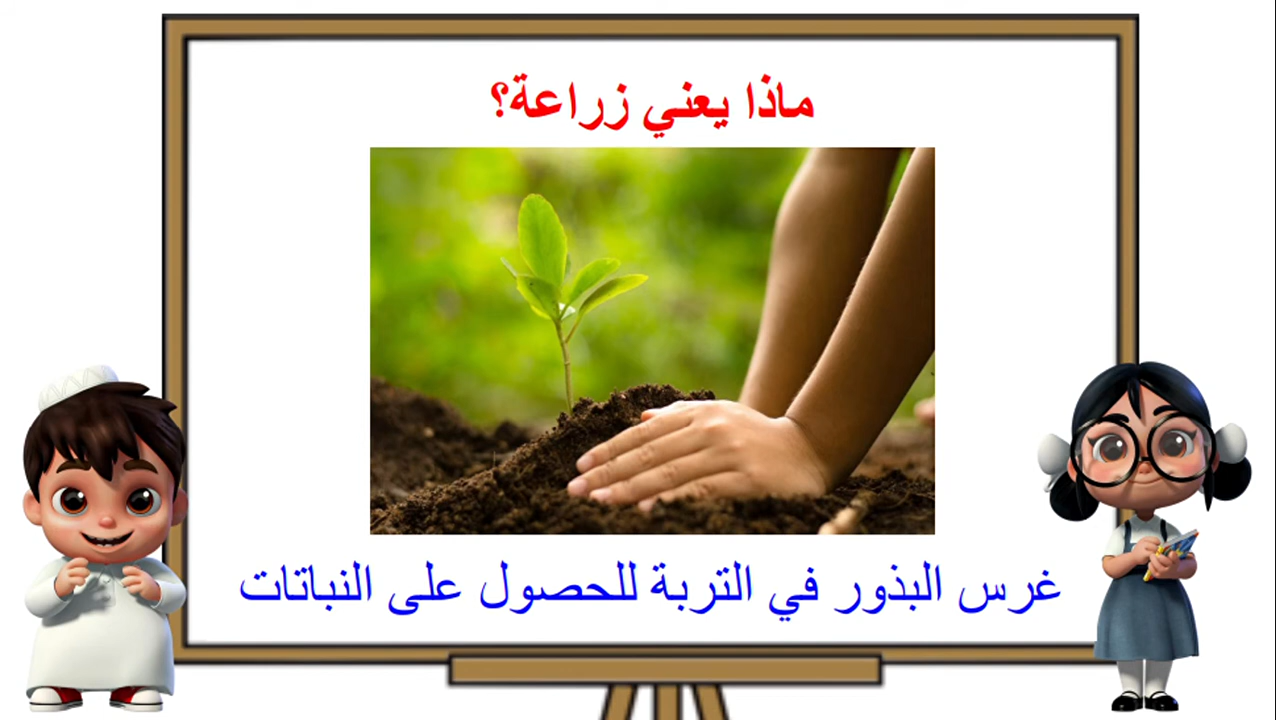 ماذا يعني زراعة؟
غرس البذور في التربة للحصول على النباتات